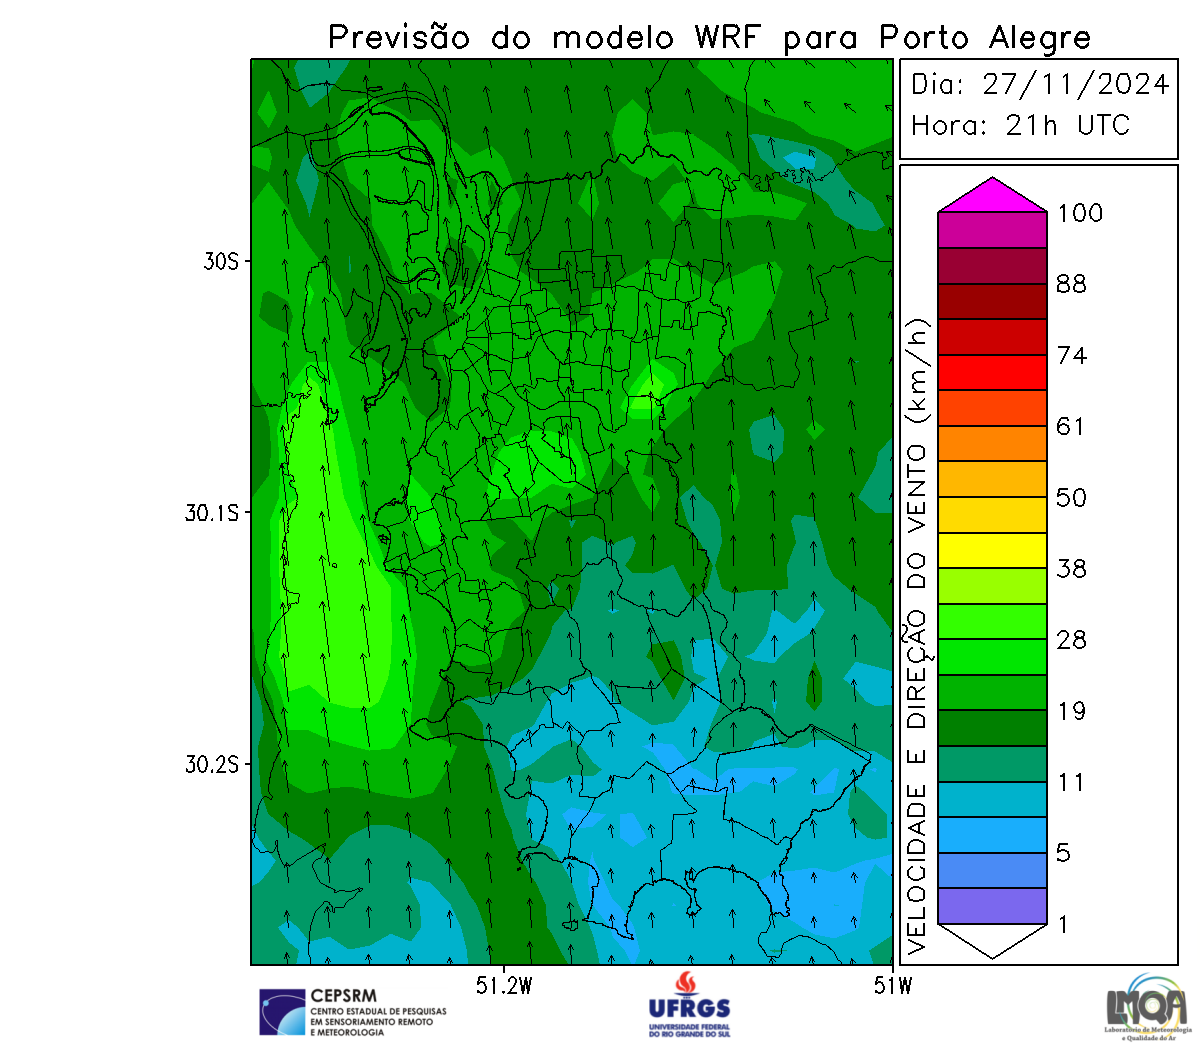 Previsão do modelo WRF para Porto Alegre
Dia: 27/11/2024
Hora: 21h UTC
100
88
74
61
50
38
28
19
11
5
1
VELOCIDADE E DIREÇÃO DO VENTO (km/h)
30S
30.1S
30.2S
51.2W
51W
CEPSRM
CENTRO ESTADUAL DE PESQUISAS
EM SENSORIAMENTO REMOTO
E METEOROLOGIA
UFRGS
UNIVERSIDADE FEDERAL
DO RIO GRANDE DO SUL
LMQA
Laboratório de Meteorologia
e Qualidade do Ar